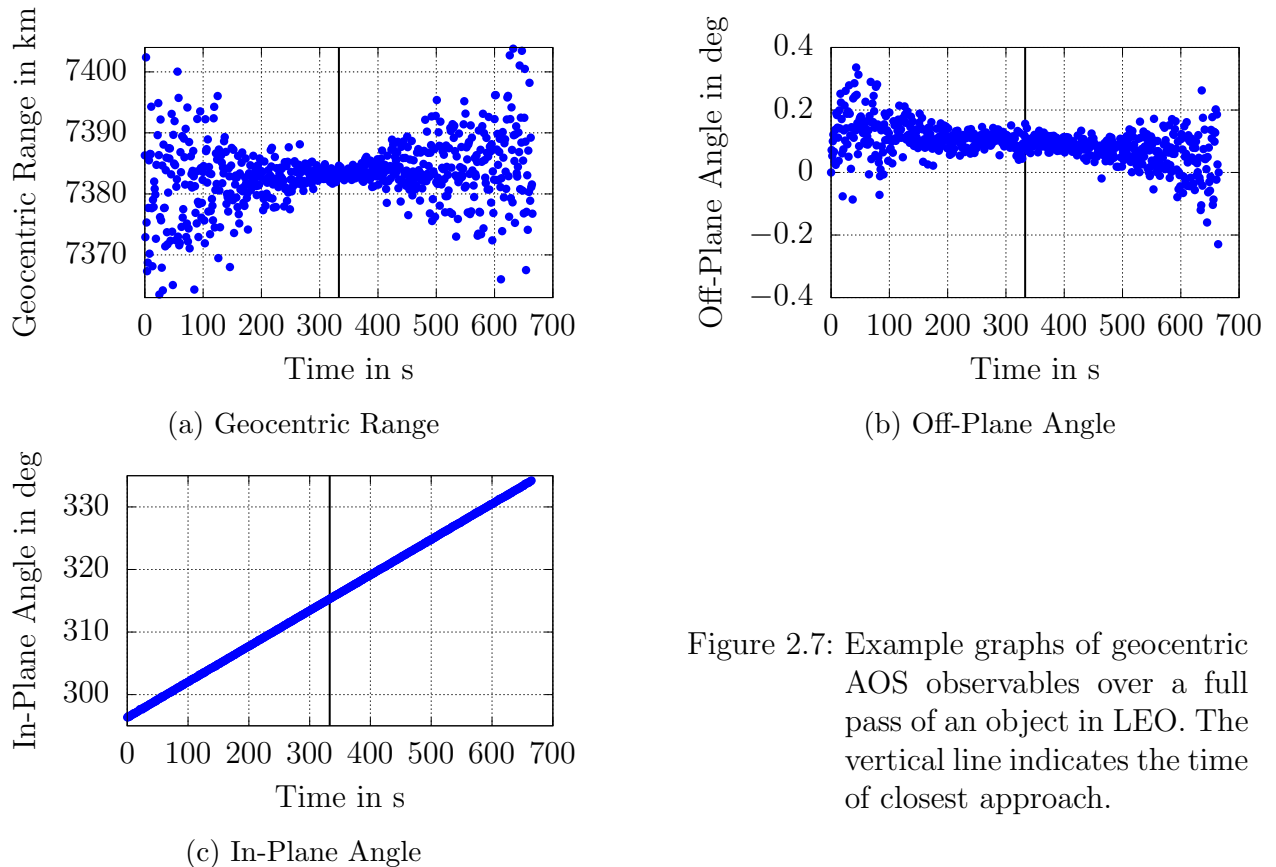 Geocentric Range in km
7400
7390
7380
7370
0 100 200 300 400 500 600 700
Time in s
(a) Geocentric Range
Off-Plane Angle in deg
0.4
0.2
0
−0.2
−0.4
0 100 200 300 400 500 600 700
Time in s
(b) Off-Plane Angle
In-Plane Angle in deg
330
320
310
300
0 100 200 300 400 500 600 700
Time in s
(c) In-Plane Angle
Figure 2.7: Example graphs of geocentric
AOS observables over a full
pass of an object in LEO. The
vertical line indicates the time
of closest approach.